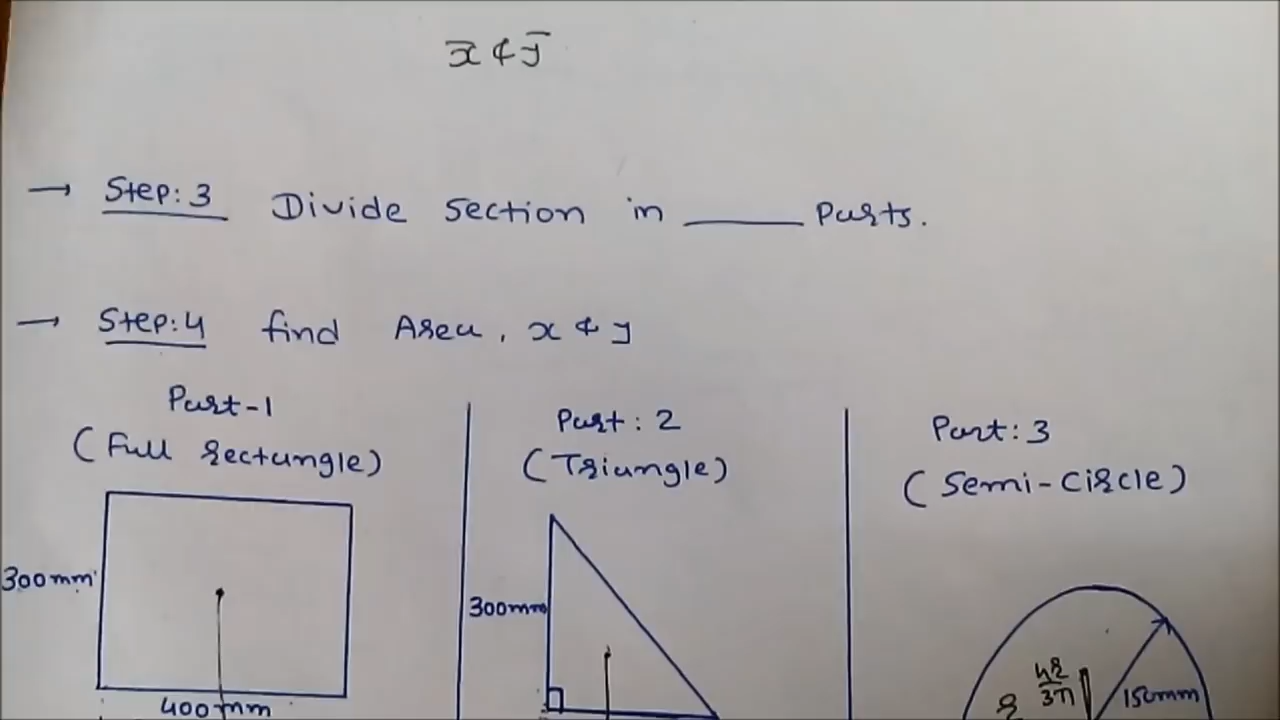 x̄ & ȳ
→ Step:3 Divide section in ____ Parts.
→ Step:4 find Area, x & y
Part-1
(Full rectangle)
Part: 2
(Triangle)
Part: 3
(Semi-circle)
300mm
400mm
300mm
4r
3π
r
150mm